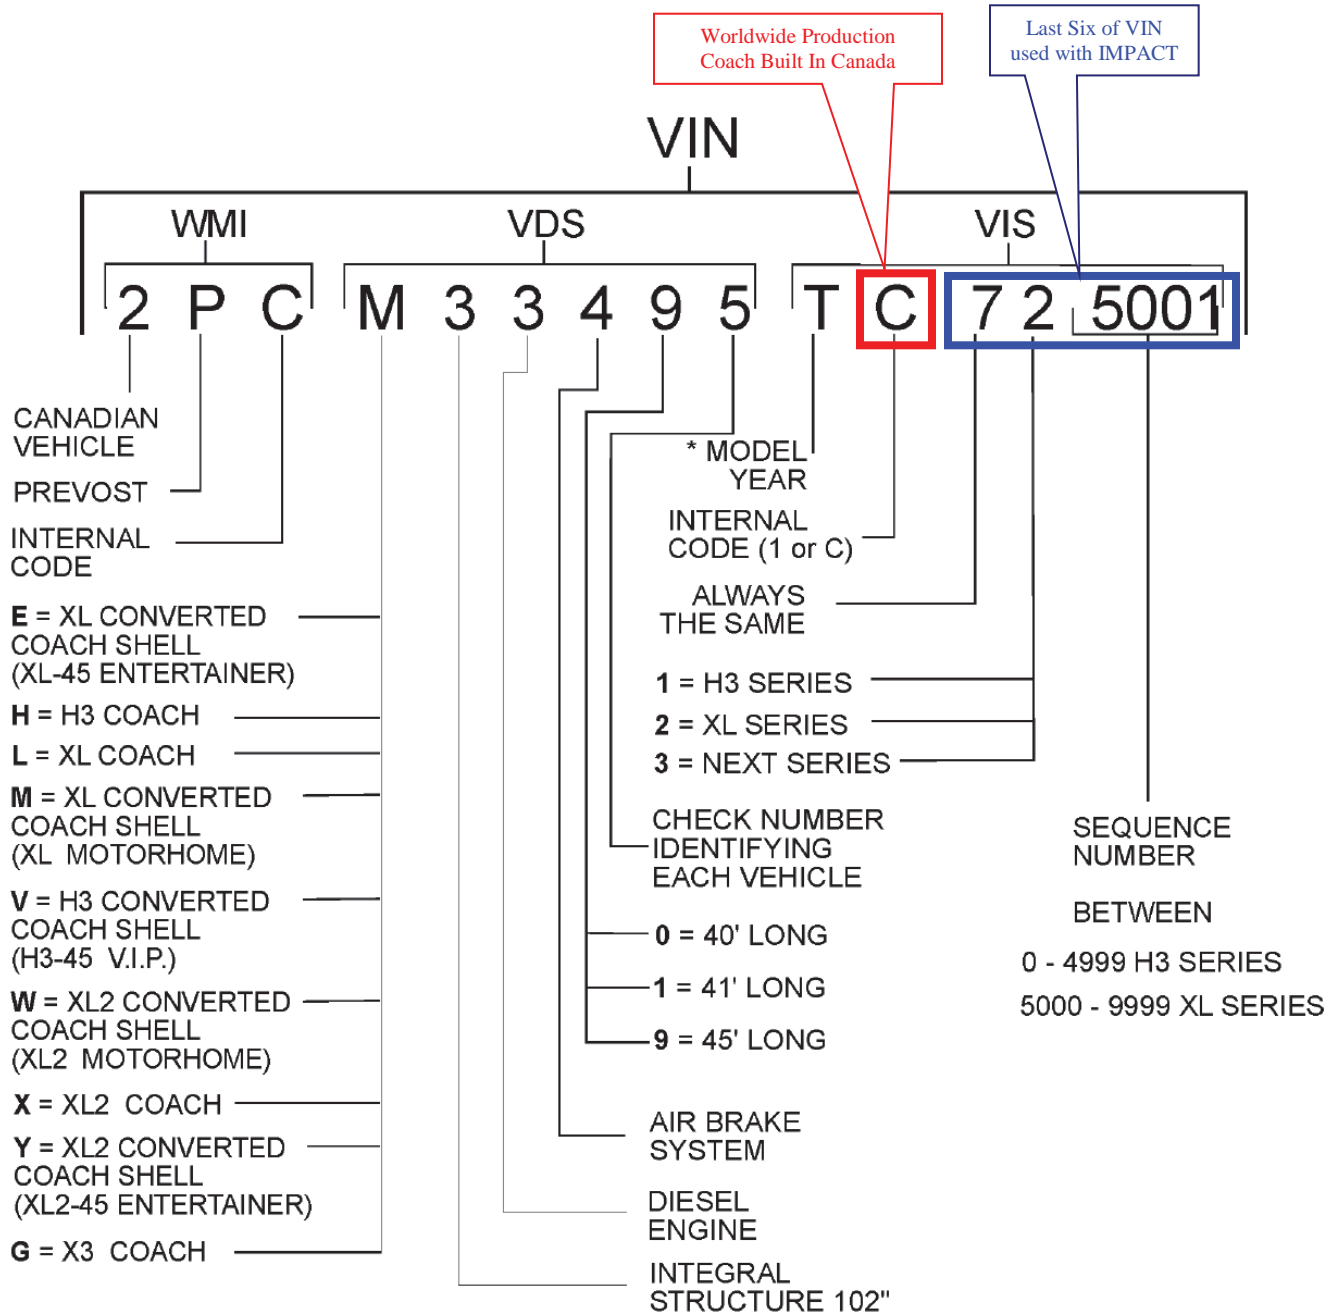 Worldwide Production
Coach Built In Canada
Last Six of VIN
used with IMPACT
VIN
WMI
VDS
VIS
2 P C M 3 3 4 9 5 T C 7 2 5001
CANADIAN
VEHICLE
PREVOST
INTERNAL
CODE
E = XL CONVERTED
COACH SHELL
(XL-45 ENTERTAINER)
H = H3 COACH
L = XL COACH
M = XL CONVERTED
COACH SHELL
(XL MOTORHOME)
V = H3 CONVERTED
COACH SHELL
(H3-45 V.I.P.)
W = XL2 CONVERTED
COACH SHELL
(XL2 MOTORHOME)
X = XL2 COACH
Y = XL2 CONVERTED
COACH SHELL
(XL2-45 ENTERTAINER)
G = X3 COACH
* MODEL
YEAR
INTERNAL
CODE (1 or C)
ALWAYS
THE SAME
1 = H3 SERIES
2 = XL SERIES
3 = NEXT SERIES
CHECK NUMBER
IDENTIFYING
EACH VEHICLE
0 = 40' LONG
1 = 41' LONG
9 = 45' LONG
AIR BRAKE
SYSTEM
DIESEL
ENGINE
INTEGRAL
STRUCTURE 102"
SEQUENCE
NUMBER
BETWEEN
0 - 4999 H3 SERIES
5000 - 9999 XL SERIES